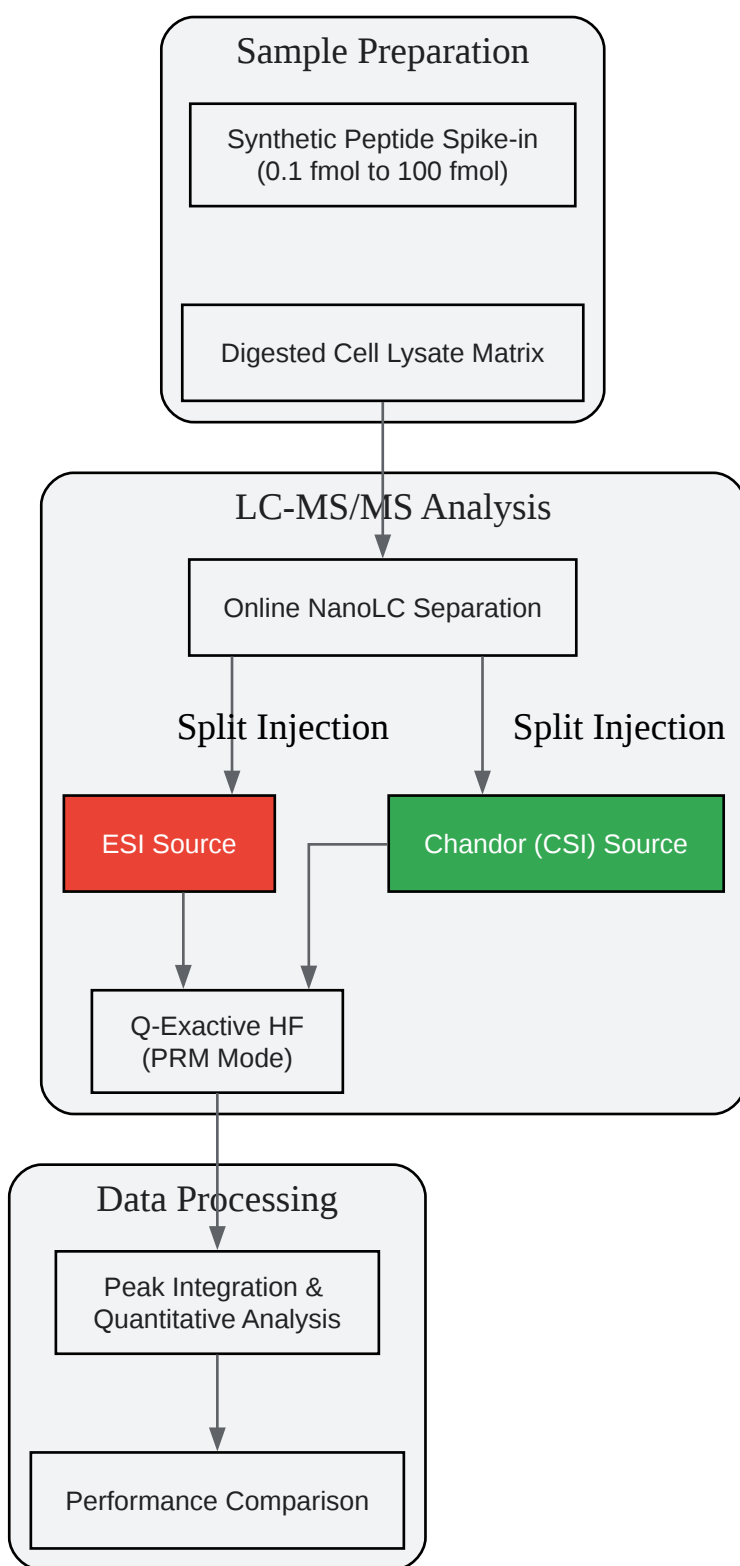 Sample Preparation
Synthetic Peptide Spike-in
(0.1 fmol to 100 fmol)
Digested Cell Lysate Matrix
LC-MS/MS Analysis
Online NanoLC Separation
Split Injection
Split Injection
ESI Source
Chandor (CSI) Source
Q-Exactive HF
(PRM Mode)
Data Processing
Peak Integration &
Quantitative Analysis
Performance Comparison